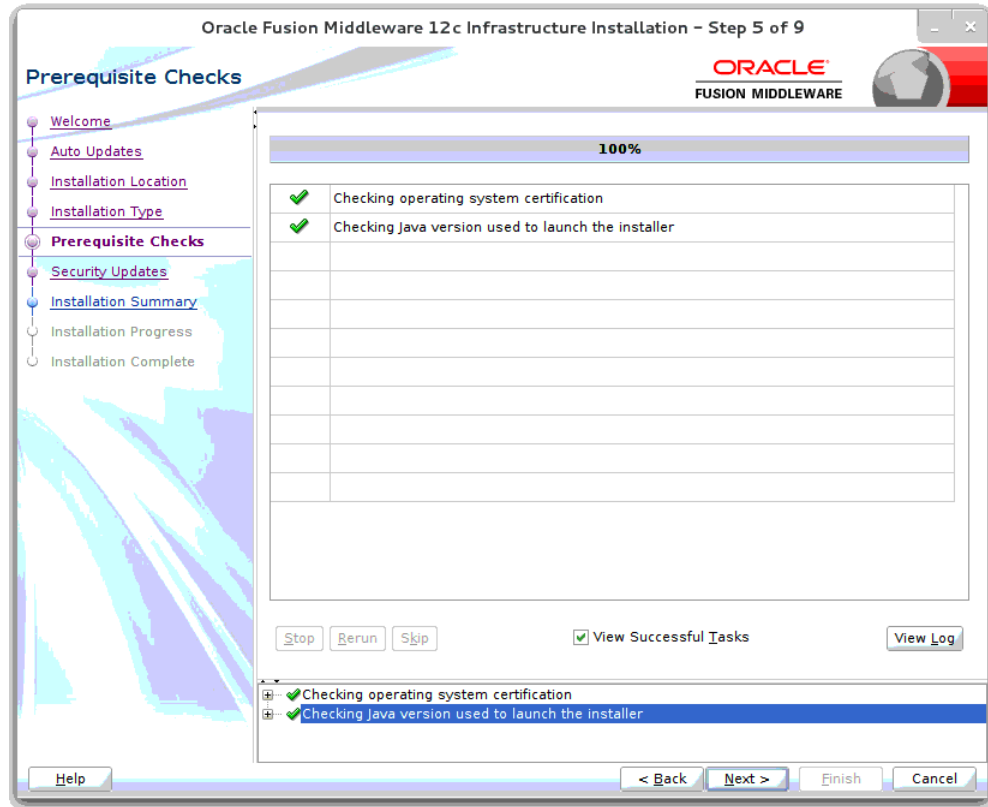 Oracle Fusion Middleware 12c Infrastructure Installation – Step 5 of 9
Prerequisite Checks
ORACLE
FUSION MIDDLEWARE
Welcome
Auto Updates
Installation Location
Installation Type
Prerequisite Checks
Security Updates
Installation Summary
Installation Progress
Installation Complete
100%
Checking operating system certification
Checking Java version used to launch the installer
Stop Rerun Skip View Successful Tasks View Log
Checking operating system certification
Checking Java version used to launch the installer
Help < Back Next > Finish Cancel